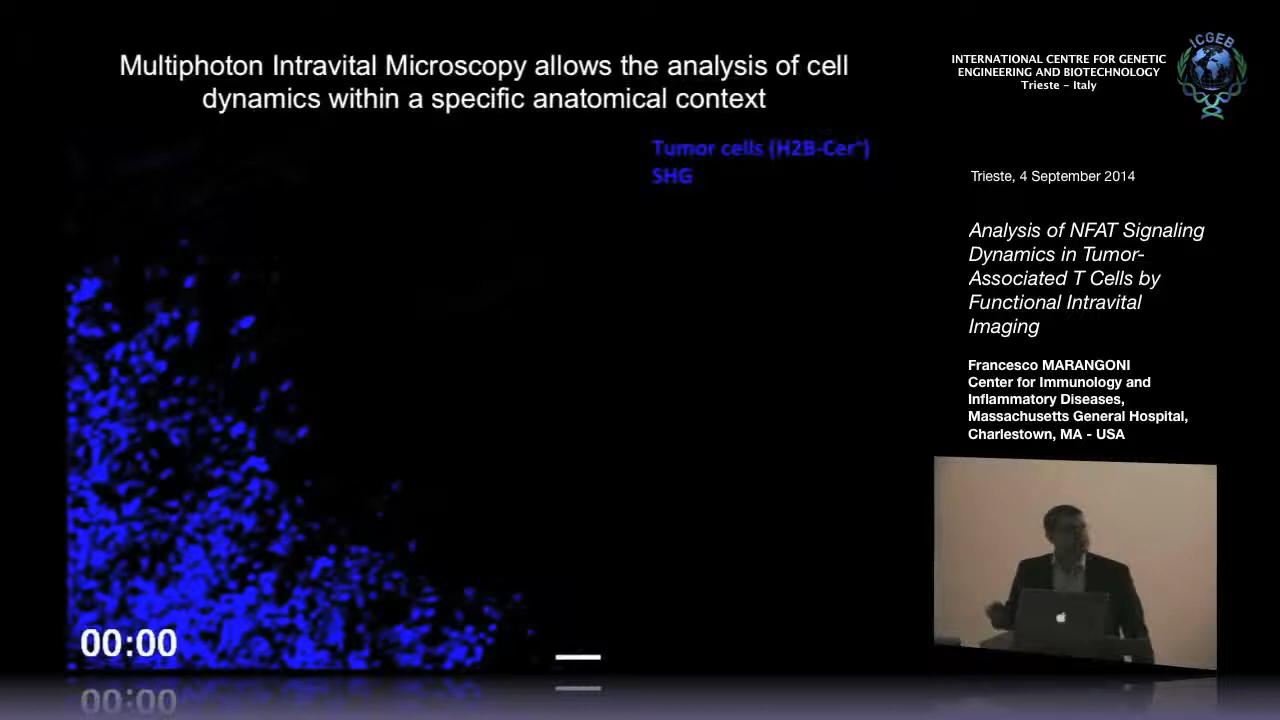 Multiphoton Intravital Microscopy allows the analysis of cell
dynamics within a specific anatomical context
Tumor cells (H2B-Cer⁺)
SHG
00:00
INTERNATIONAL CENTRE FOR GENETIC
ENGINEERING AND BIOTECHNOLOGY
Trieste - Italy
ICGEB
Trieste, 4 September 2014
Analysis of NFAT Signaling
Dynamics in Tumor-
Associated T Cells by
Functional Intravital
Imaging
Francesco MARANGONI
Center for Immunology and
Inflammatory Diseases,
Massachusetts General Hospital,
Charlestown, MA - USA